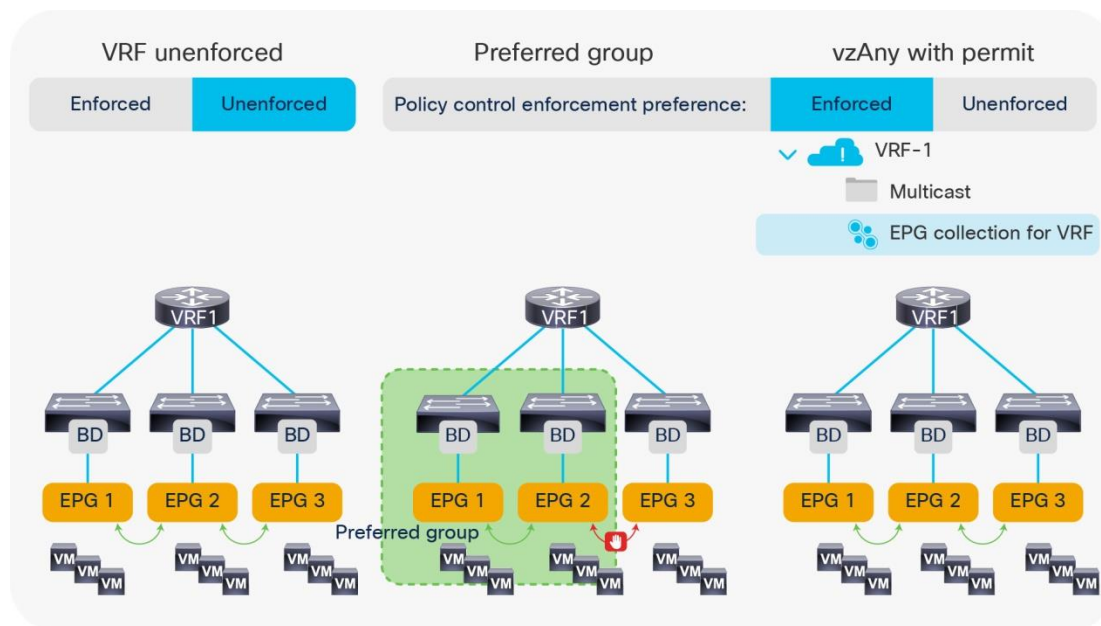 VRF unenforced
Preferred group
vzAny with permit
Enforced Unenforced
Policy control enforcement preference: Enforced Unenforced
VRF-1
Multicast
EPG collection for VRF
VRF1 VRF1 VRF1
BD BD BD BD BD BD BD BD BD
EPG 1 EPG 2 EPG 3 EPG 1 EPG 2 EPG 3 EPG 1 EPG 2 EPG 3
Preferred group
VM VM VM VM VM VM VM VM VM
VM VM VM VM VM VM VM VM VM
VM VM VM VM VM VM VM VM VM